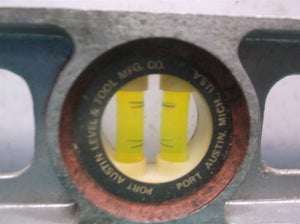 PORT AUSTIN LEVEL & TOOL MFG. CO.
PORT AUSTIN, MICH. USA